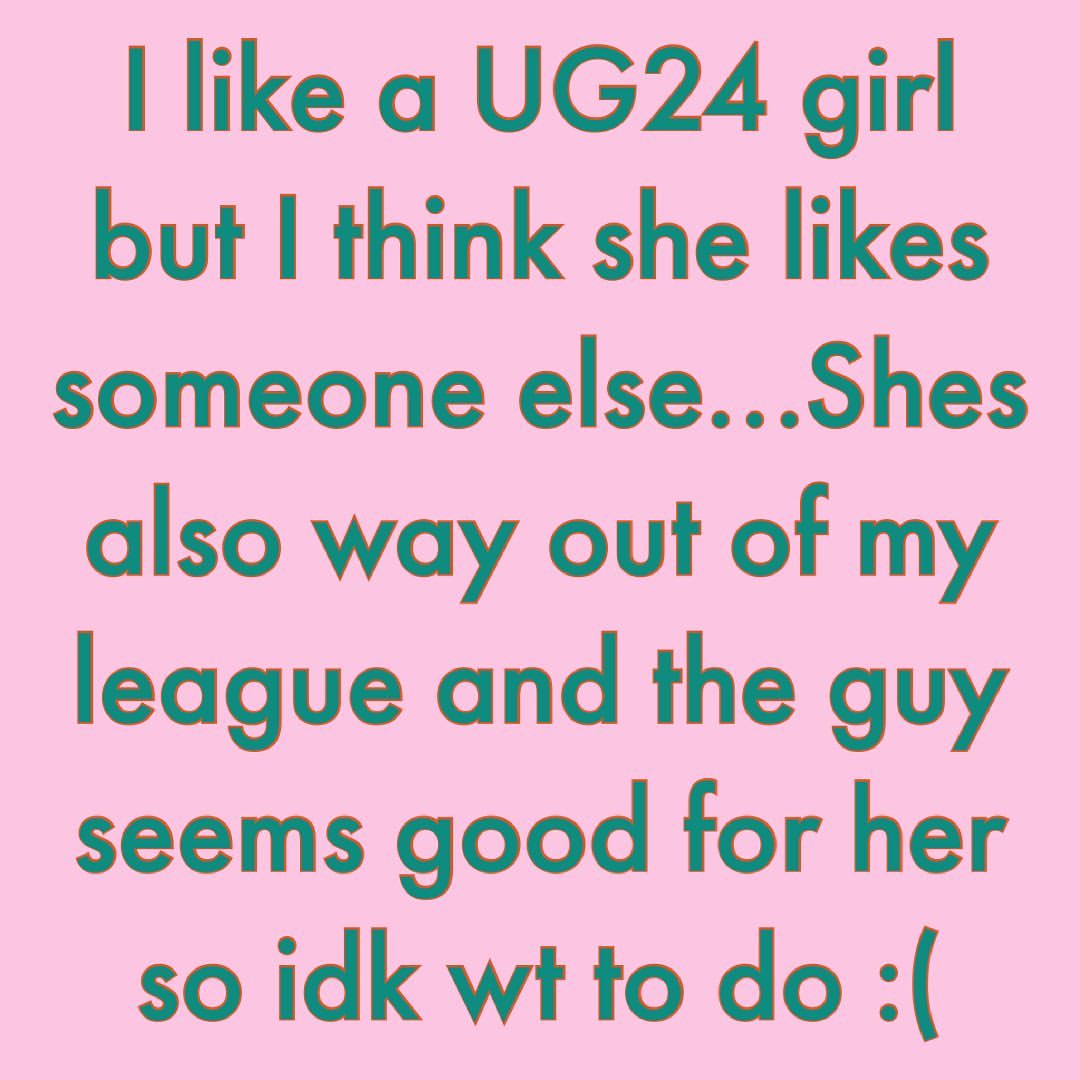 I like a UG24 girl
but I think she likes
someone else...Shes
also way out of my
league and the guy
seems good for her
so idk wt to do :(